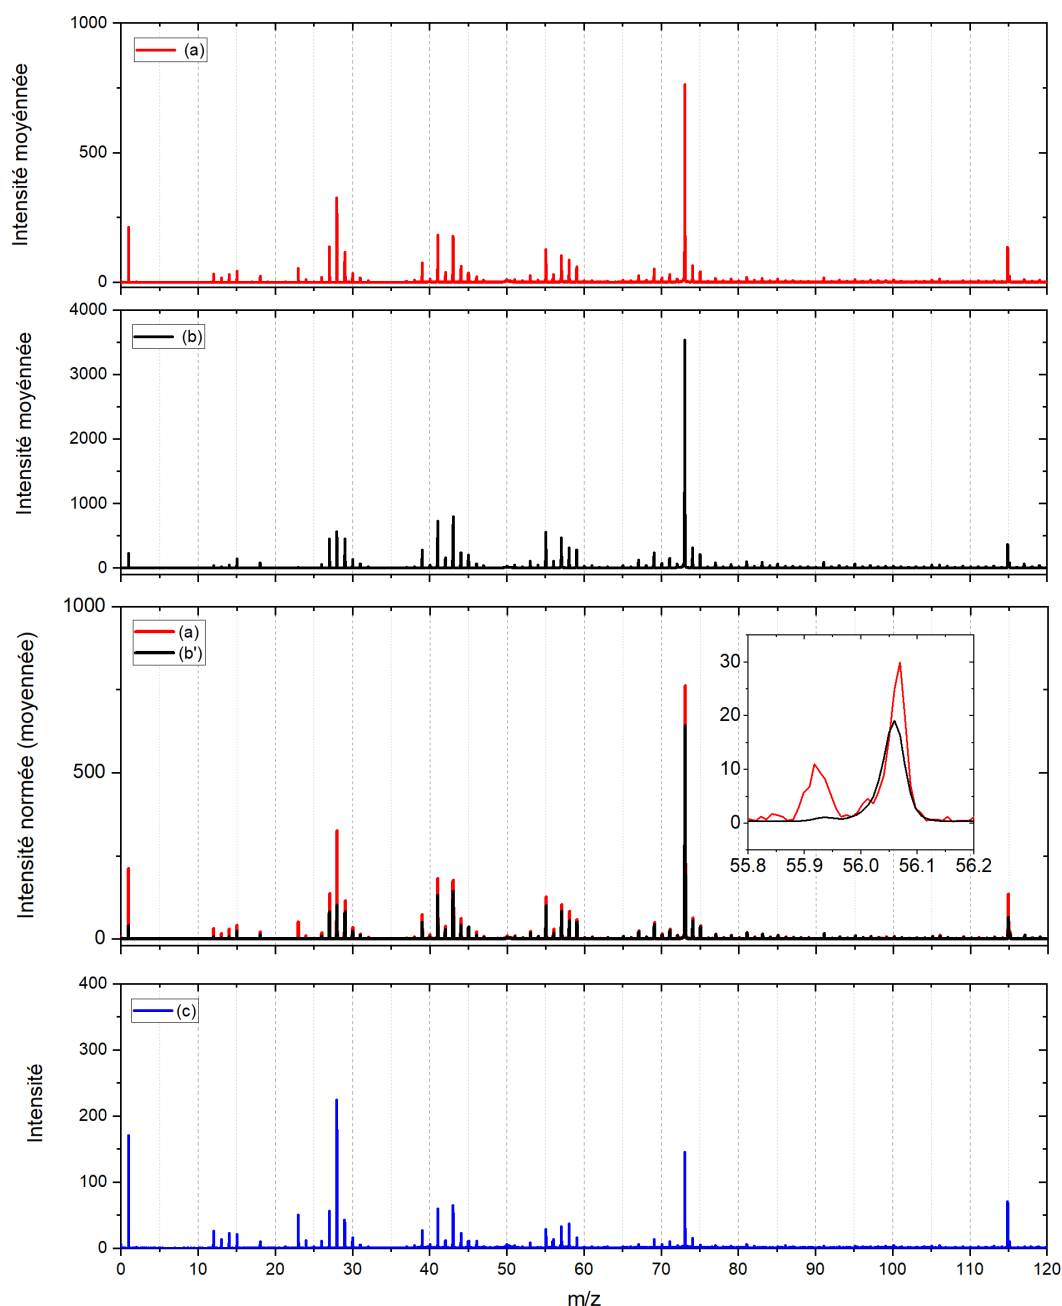 1000
500
0
Intensité moyénnée
(a)
4000
3000
2000
1000
0
Intensité moyénnée
(b)
1000
500
0
Intensité normée (moyennée)
(a)
(b')
30
20
10
0
55.8 55.9 56.0 56.1 56.2
400
300
200
100
0
Intensité
(c)
0 10 20 30 40 50 60 70 80 90 100 110 120
m/z